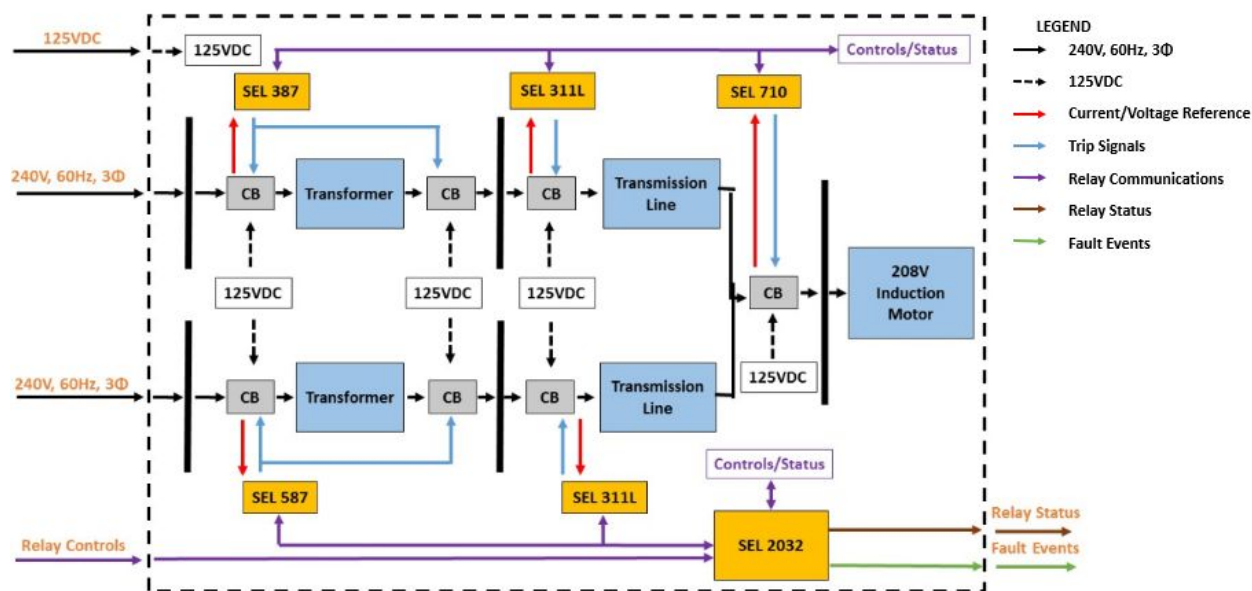 125VDC
125VDC
Controls/Status
SEL 387
SEL 311L
SEL 710
240V, 60Hz, 3Φ
CB
Transformer
CB
CB
Transmission
Line
125VDC
125VDC
125VDC
CB
208V
Induction
Motor
125VDC
240V, 60Hz, 3Φ
CB
Transformer
CB
CB
Transmission
Line
Controls/Status
SEL 587
SEL 311L
SEL 2032
Relay Controls
Relay Status
Fault Events
LEGEND
240V, 60Hz, 3Φ
125VDC
Current/Voltage Reference
Trip Signals
Relay Communications
Relay Status
Fault Events